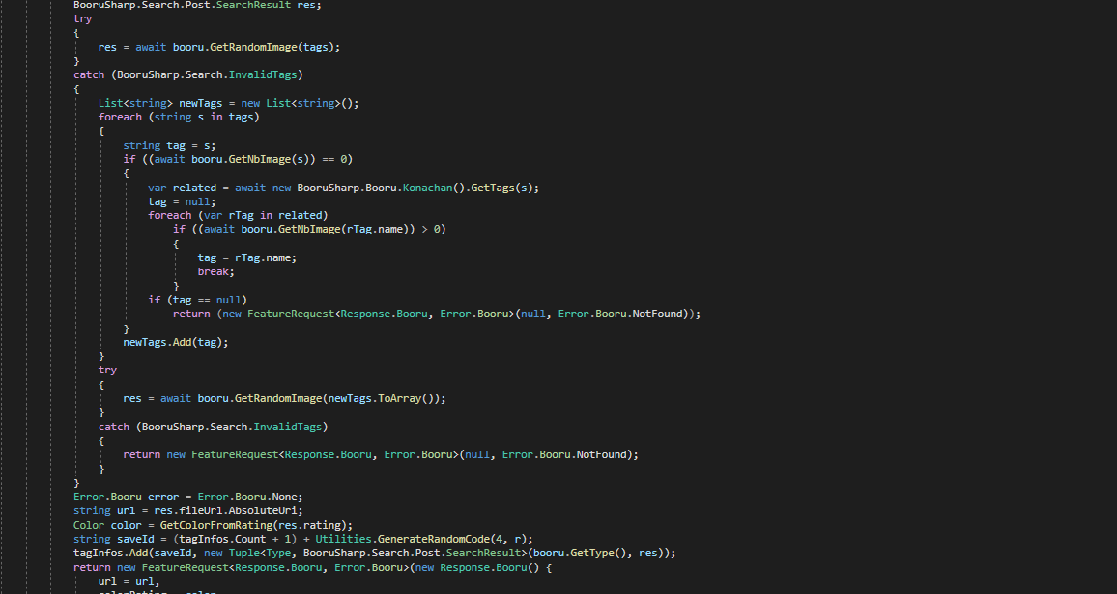 BooruSharp.Search.Post.SearchResult res;
try
{
res = await booru.GetRandomImage(tags);
}
catch (BooruSharp.Search.InvalidTags)
{
List<string> newTags = new List<string>();
foreach (string s in tags)
{
string tag = s;
if ((await booru.GetNbImage(s)) == 0)
{
var related = await new BooruSharp.Booru.Konachan().GetTags(s);
tag = null;
foreach (var rTag in related)
if ((await booru.GetNbImage(rTag.name)) > 0)
{
tag = rTag.name;
break;
}
if (tag == null)
return (new FeatureRequest<Response.Booru, Error.Booru>(null, Error.Booru.NotFound));
}
newTags.Add(tag);
}
try
{
res = await booru.GetRandomImage(newTags.ToArray());
}
catch (BooruSharp.Search.InvalidTags)
{
return new FeatureRequest<Response.Booru, Error.Booru>(null, Error.Booru.NotFound);
}
}
Error.Booru error = Error.Booru.None;
string url = res.fileUrl.AbsoluteUri;
Color color = GetColorFromRating(res.rating);
string saveId = (tagInfos.Count + 1) + Utilities.GenerateRandomCode(4, r);
tagInfos.Add(saveId, new Tuple<Type, BooruSharp.Search.Post.SearchResult>(booru.GetType(), res));
return new FeatureRequest<Response.Booru, Error.Booru>(new Response.Booru() {
url = url,